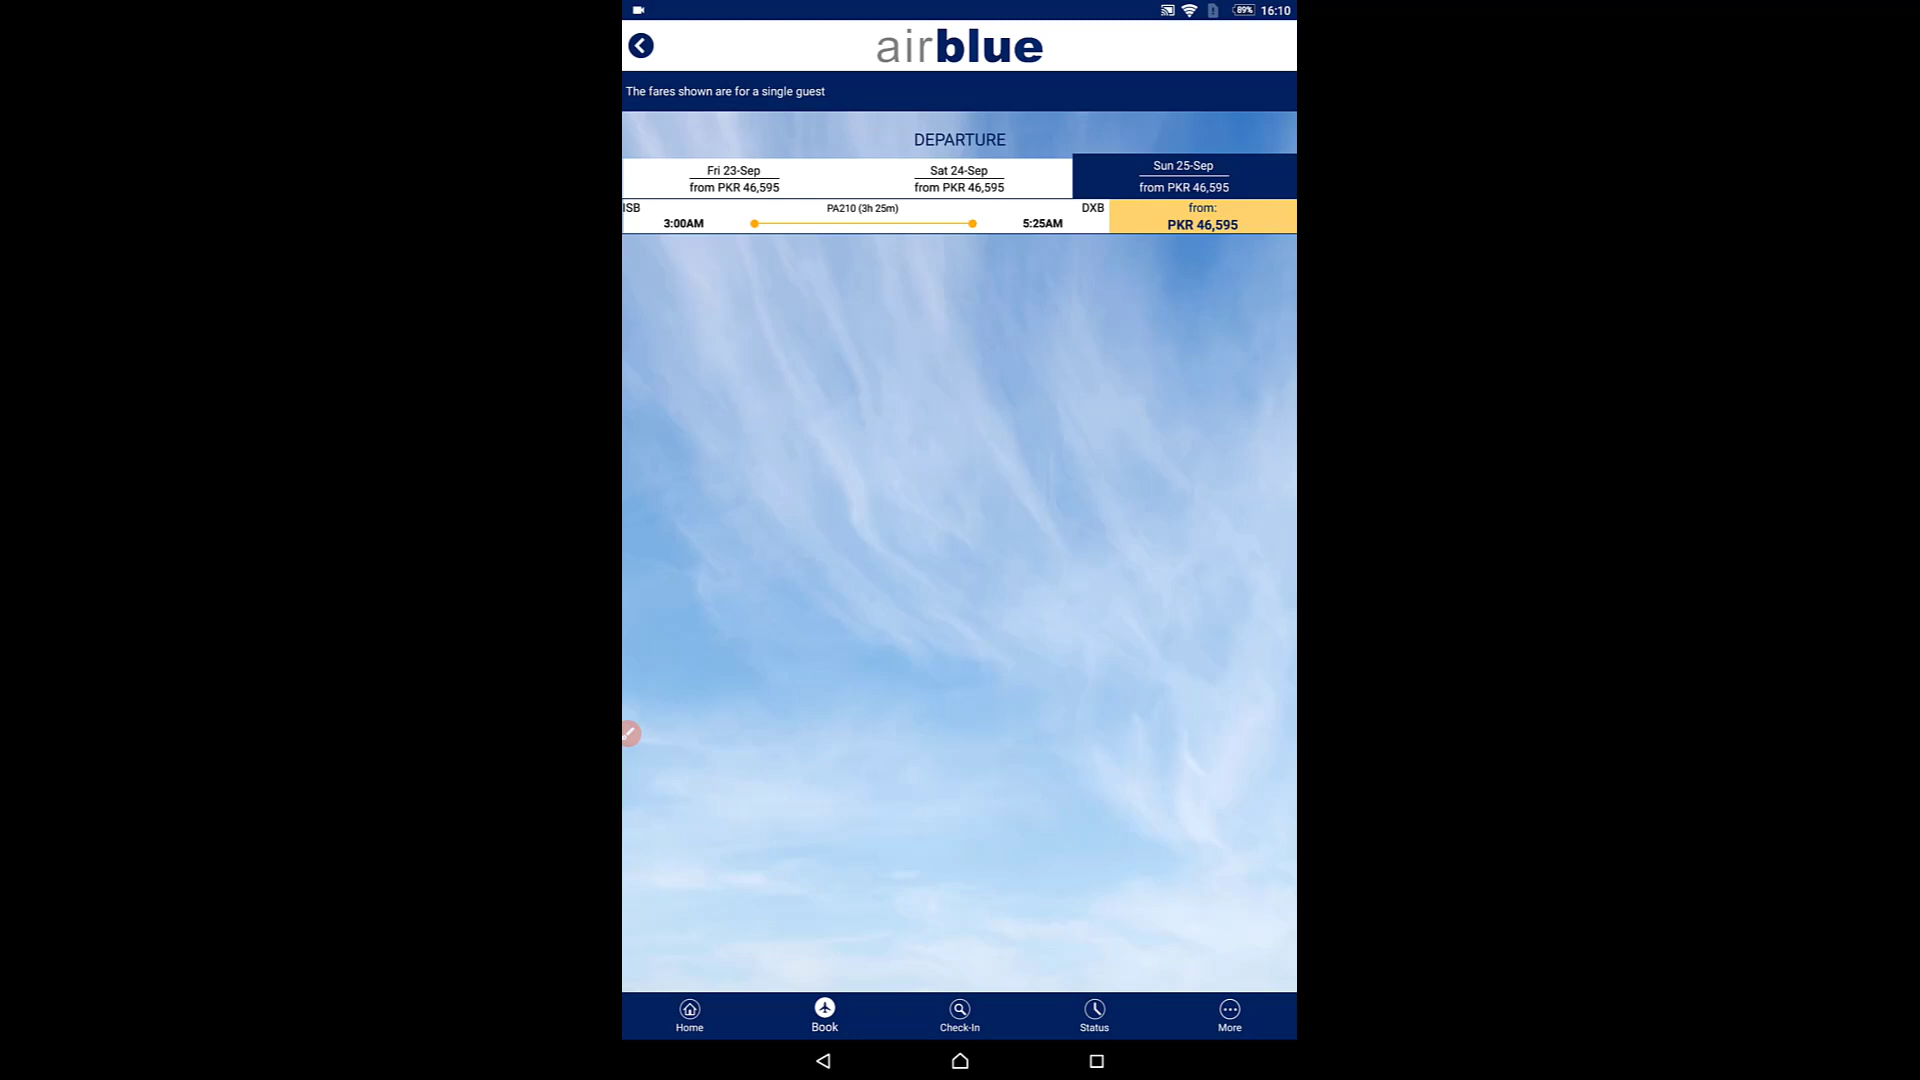 89% 16:10
airblue
The fares shown are for a single guest
DEPARTURE
Fri 23-Sep
from PKR 46,595
Sat 24-Sep
from PKR 46,595
Sun 25-Sep
from PKR 46,595
ISB PA210 (3h 25m) DXB
3:00AM 5:25AM
from:
PKR 46,595
Home Book Check-In Status More